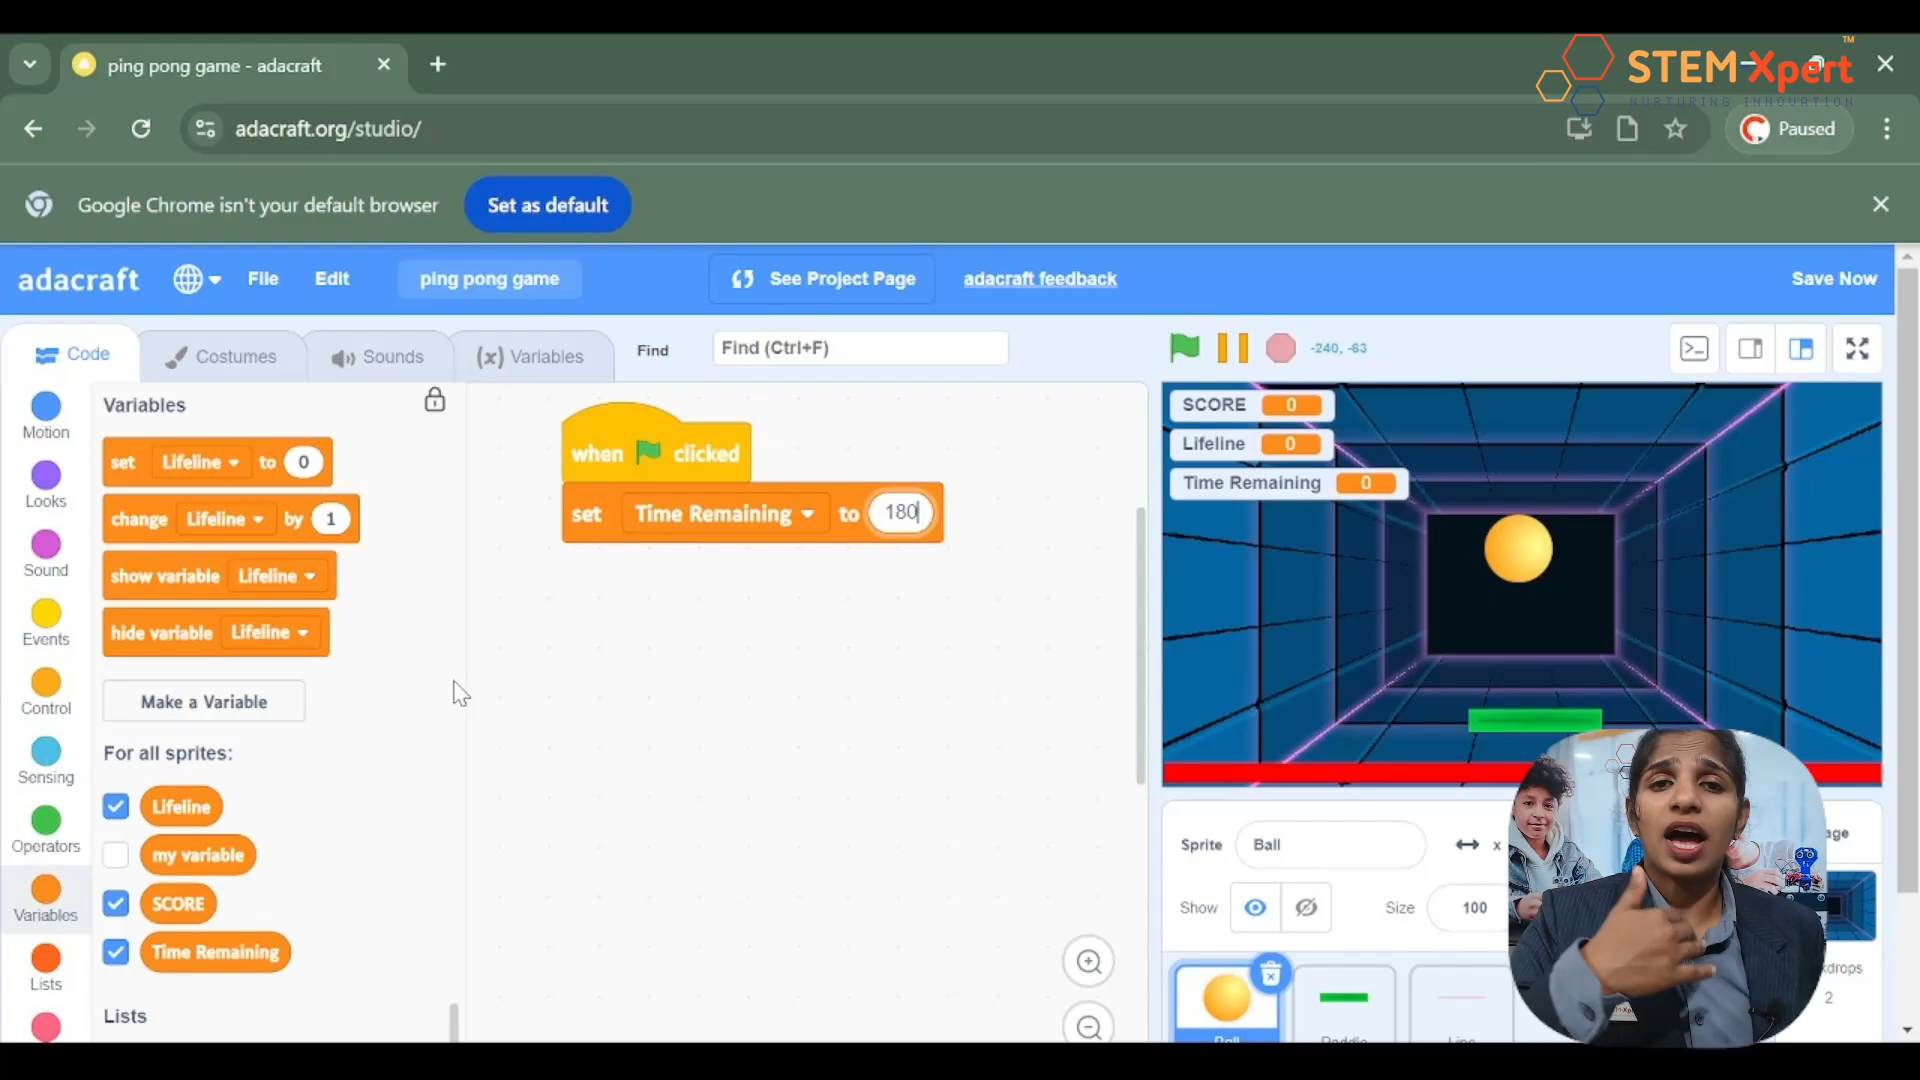 ping pong game - adacraft
STEM Xpert
TM
NURTURING INNOVATION
adacraft.org/studio/
Paused
Google Chrome isn't your default browser
Set as default
adacraft
File
Edit
ping pong game
See Project Page
adacraft feedback
Save Now
Code
Costumes
Sounds
(x) Variables
Find
Find (Ctrl+F)
-240, -63
Motion
Looks
Sound
Events
Control
Sensing
Operators
Variables
Lists
Variables
set Lifeline to 0
change Lifeline by 1
show variable Lifeline
hide variable Lifeline
Make a Variable
For all sprites:
Lifeline
my variable
SCORE
Time Remaining
Lists
when clicked
set Time Remaining to 180
SCORE 0
Lifeline 0
Time Remaining 0
Sprite
Ball
x
Show
Size
100
2